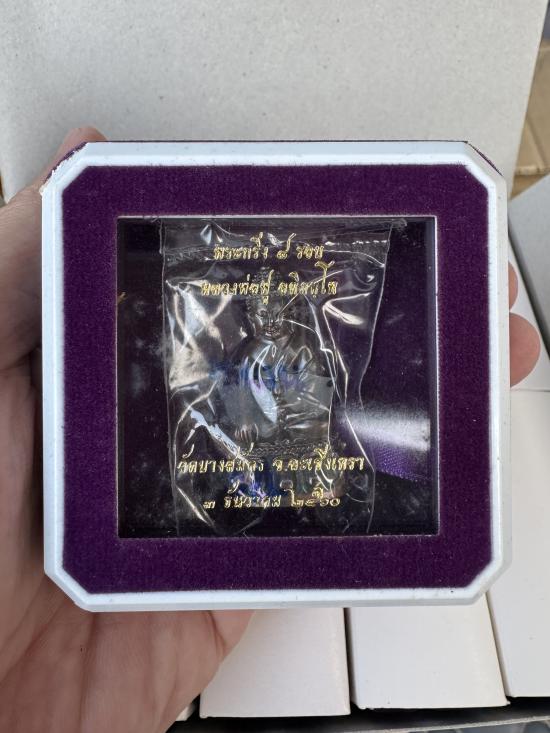 พระกริ่ง ๘ รอบ
หลวงพ่อฟู อติภทฺโท
วัดบางสมัคร จ.ฉะเชิงเทรา
๓ ธันวาคม ๒๕๖๐